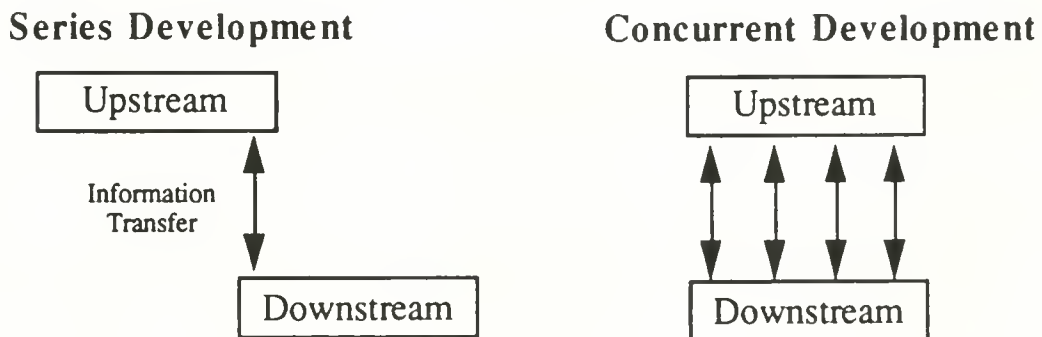 Series Development
Upstream
Information
Transfer
Downstream
Concurrent Development
Upstream
Downstream